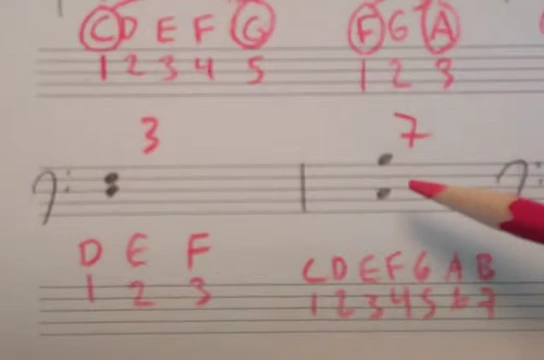 C D E F G F G A
1 2 3 4 5 1 2 3
3 7
D E F C D E F G A B
1 2 3 1 2 3 4 5 6 7